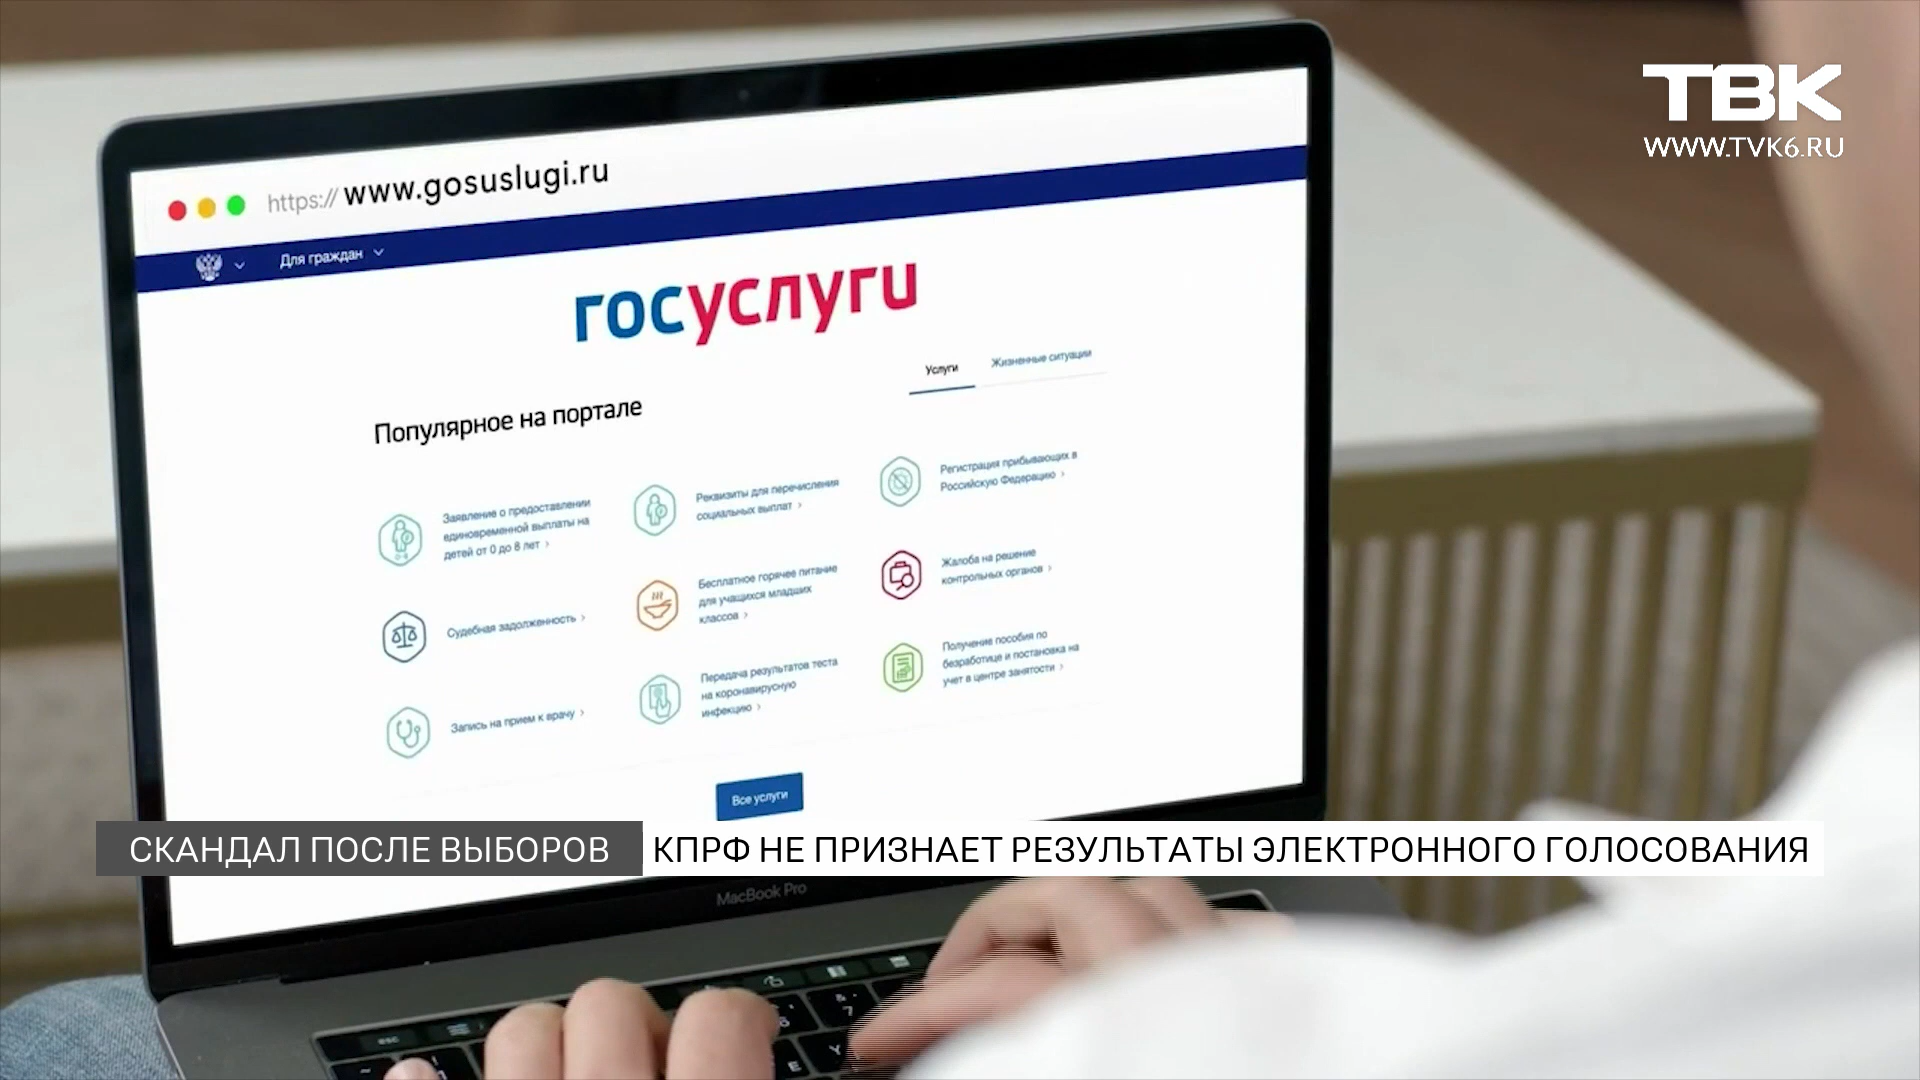 ТВК
WWW.TVK6.RU
https:// www.gosuslugi.ru
Для граждан
госуслуги
Услуги
Жизненные ситуации
Популярное на портале
Заявление о предоставлении
единовременной выплаты на
детей от 0 до 8 лет ›
Реквизиты для перечисления
социальных выплат ›
Регистрация прибывающих в
Российскую Федерацию ›
Судебная задолженность ›
Бесплатное горячее питание
для учащихся младших
классов ›
Жалоба на решение
контрольных органов ›
Запись на прием к врачу ›
Передача результатов теста
на коронавирусную
инфекцию ›
Получение пособия по
безработице и постановка на
учет в центре занятости ›
Все услуги
СКАНДАЛ ПОСЛЕ ВЫБОРОВ
КПРФ НЕ ПРИЗНАЕТ РЕЗУЛЬТАТЫ ЭЛЕКТРОННОГО ГОЛОСОВАНИЯ
MacBook Pro
esc